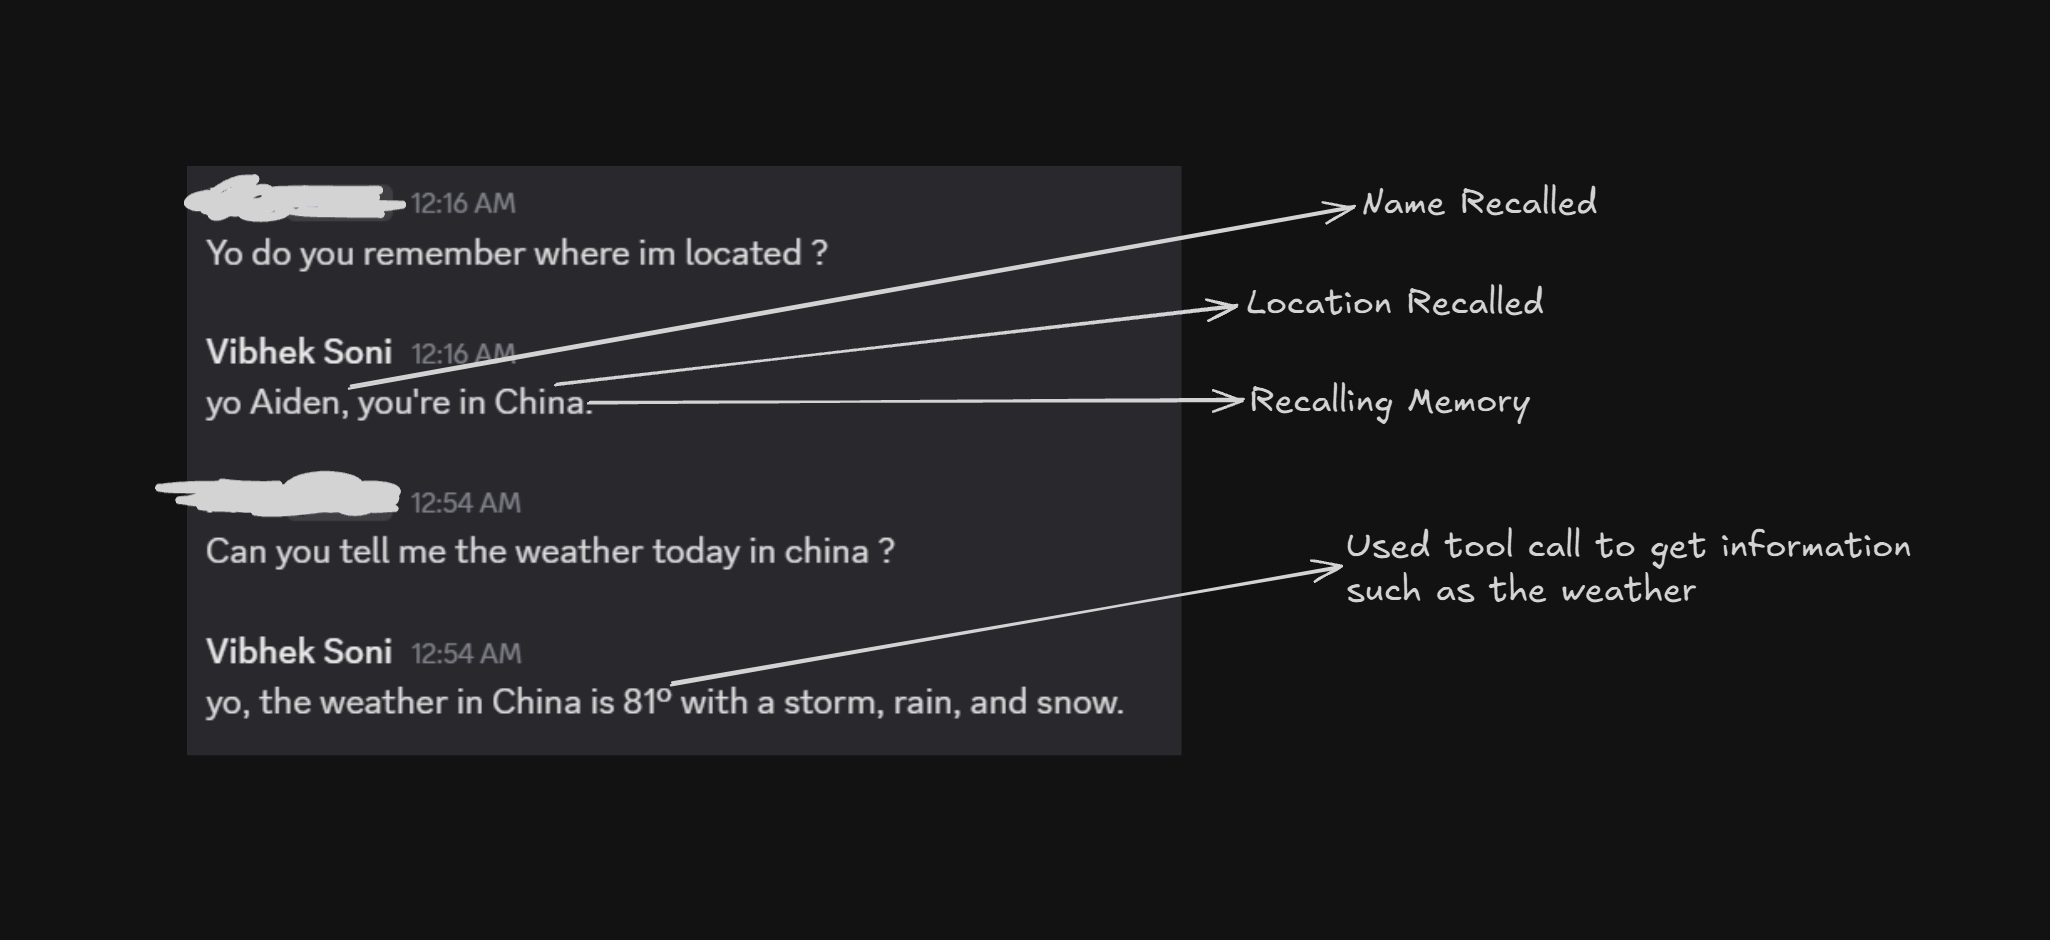 12:16 AM
Name Recalled
Yo do you remember where im located ?
Location Recalled
Vibhek Soni 12:16 AM
yo Aiden, you're in China.
Recalling Memory
12:54 AM
Can you tell me the weather today in china ?
Used tool call to get information
such as the weather
Vibhek Soni 12:54 AM
yo, the weather in China is 81º with a storm, rain, and snow.